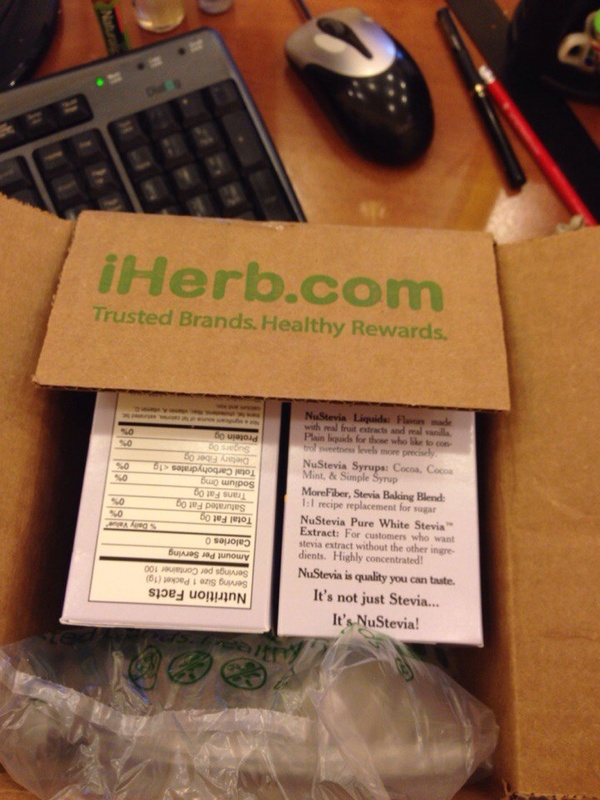 iHerb.com
Trusted Brands. Healthy Rewards.
Nutrition Facts
Serving Size 1 Packet (1g)
Servings per Container 100
Amount Per Serving
Calories 0
% Daily Value*
Total Fat 0g 0%
Saturated Fat 0g 0%
Trans Fat 0g
Sodium 0mg 0%
Total Carbohydrates <1g 0%
Dietary Fiber 0g 0%
Sugars 0g
Protein 0g 0%
NuStevia Liquids: Flavors made
with real fruit extracts and real vanilla.
Plain liquids for those who like to con-
trol sweetness levels more precisely.
NuStevia Syrups: Cocoa, Cocoa
Mint, & Simple Syrup
MoreFiber, Stevia Baking Blend:
1:1 recipe replacement for sugar
NuStevia Pure White Stevia™
Extract: For customers who want
stevia extract without the other ingre-
dients. Highly concentrated!
NuStevia is quality you can taste.
It's not just Stevia...
It's NuStevia!